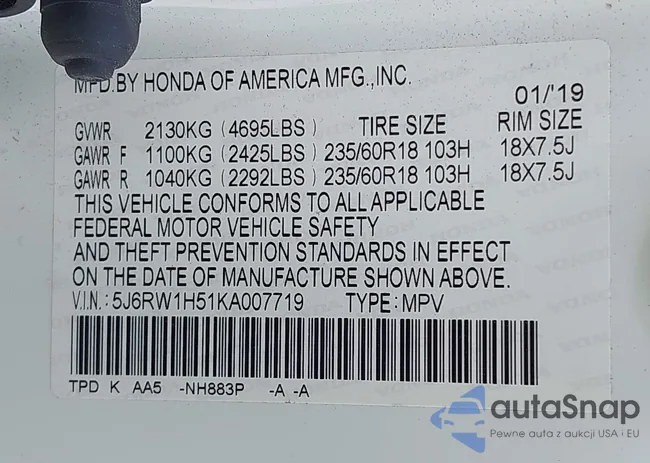 MFD.BY HONDA OF AMERICA MFG.,INC.
01/'19
GVWR 2130KG (4695LBS) TIRE SIZE RIM SIZE
GAWR F 1100KG (2425LBS) 235/60R18 103H 18X7.5J
GAWR R 1040KG (2292LBS) 235/60R18 103H 18X7.5J
THIS VEHICLE CONFORMS TO ALL APPLICABLE
FEDERAL MOTOR VEHICLE SAFETY
AND THEFT PREVENTION STANDARDS IN EFFECT
ON THE DATE OF MANUFACTURE SHOWN ABOVE.
V.I.N.: 5J6RW1H51KA007719 TYPE: MPV
TPD K AA5 -NH883P -A -A
autaSnap
Pewne auta z aukcji USA i EU